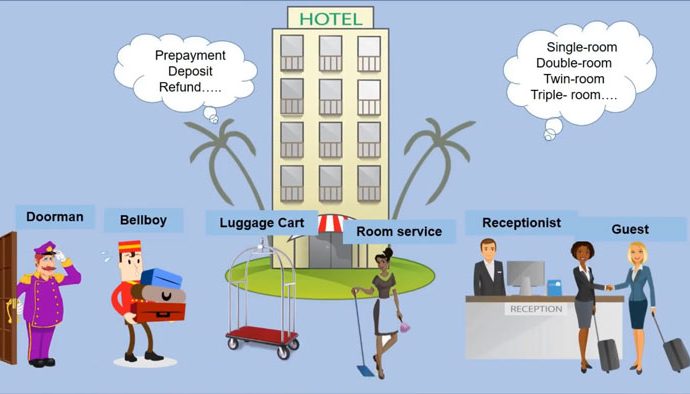 HOTEL
Prepayment
Deposit
Refund…..
Single-room
Double-room
Twin-room
Triple- room….
Doorman
Bellboy
Luggage Cart
Room service
Receptionist
Guest
RECEPTION